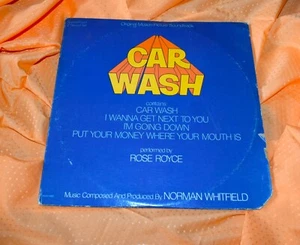 Original Motion Picture Soundtrack
CAR
WASH
contains
CAR WASH
I WANNA GET NEXT TO YOU
I'M GOING DOWN
PUT YOUR MONEY WHERE YOUR MOUTH IS
performed by
ROSE ROYCE
Music Composed And Produced By NORMAN WHITFIELD